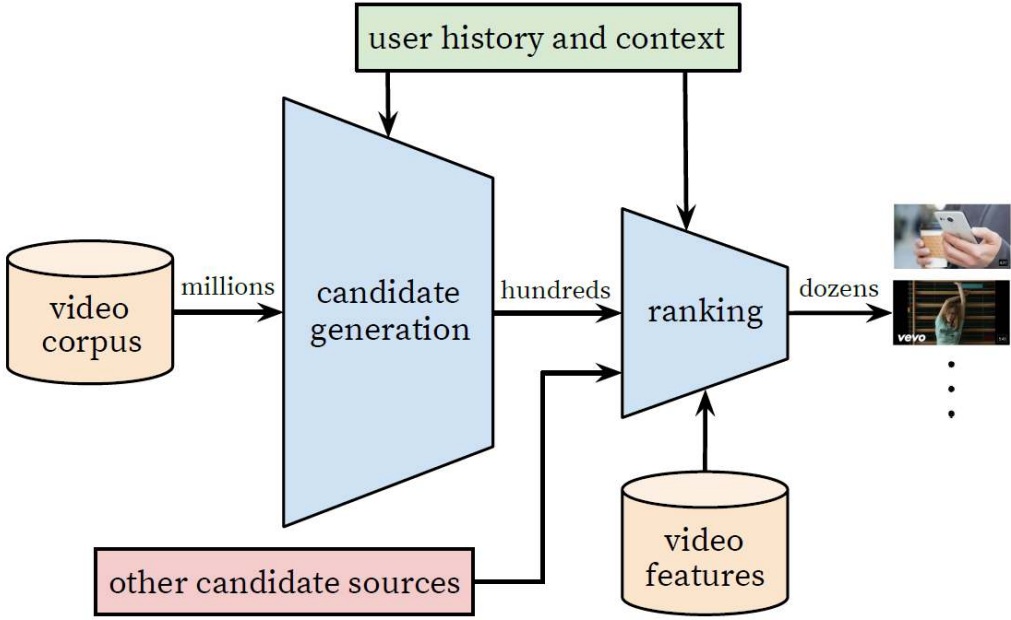 user history and context
video
corpus
millions
candidate
generation
hundreds
ranking
dozens
vevo
other candidate sources
video
features